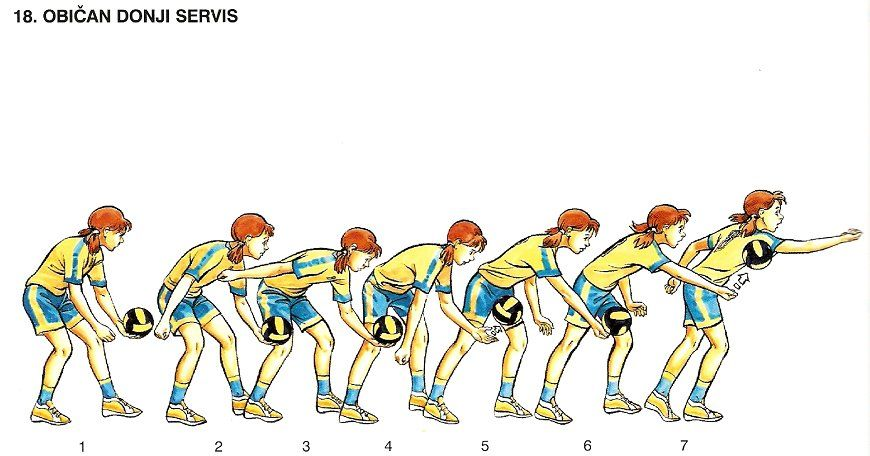 18. OBIČAN DONJI SERVIS
1 2 3 4 5 6 7